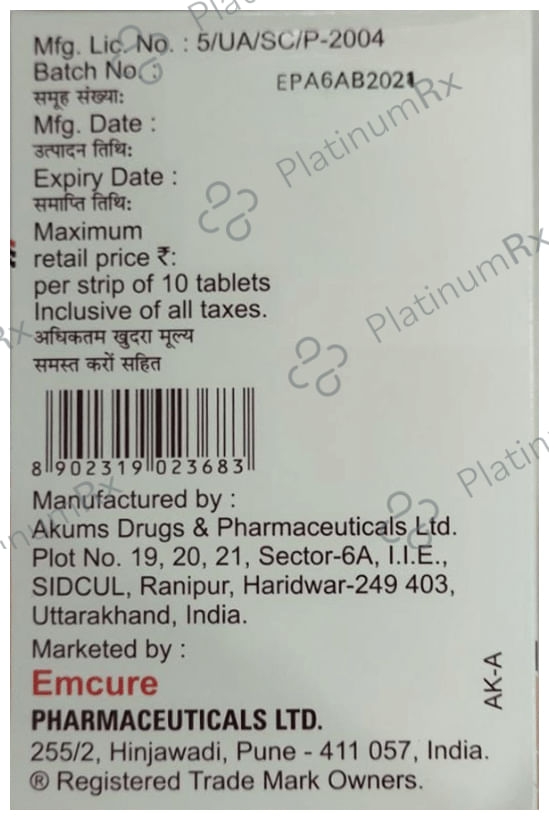 Mfg. Lic. No. : 5/UA/SC/P-2004
Batch No. : EPA6AB2021
समूह संख्याः
Mfg. Date :
उत्पादन तिथिः
Expiry Date :
समाप्ति तिथिः
Maximum
retail price ₹:
per strip of 10 tablets
Inclusive of all taxes.
अधिकतम खुदरा मूल्य
समस्त करों सहित
8 902319 023683
Manufactured by :
Akums Drugs & Pharmaceuticals Ltd.
Plot No. 19, 20, 21, Sector-6A, I.I.E.,
SIDCUL, Ranipur, Haridwar-249 403,
Uttarakhand, India.
Marketed by :
Emcure
PHARMACEUTICALS LTD.
255/2, Hinjawadi, Pune - 411 057, India.
® Registered Trade Mark Owners.
AK-A
PlatinumRx
PlatinumRx
PlatinumRx